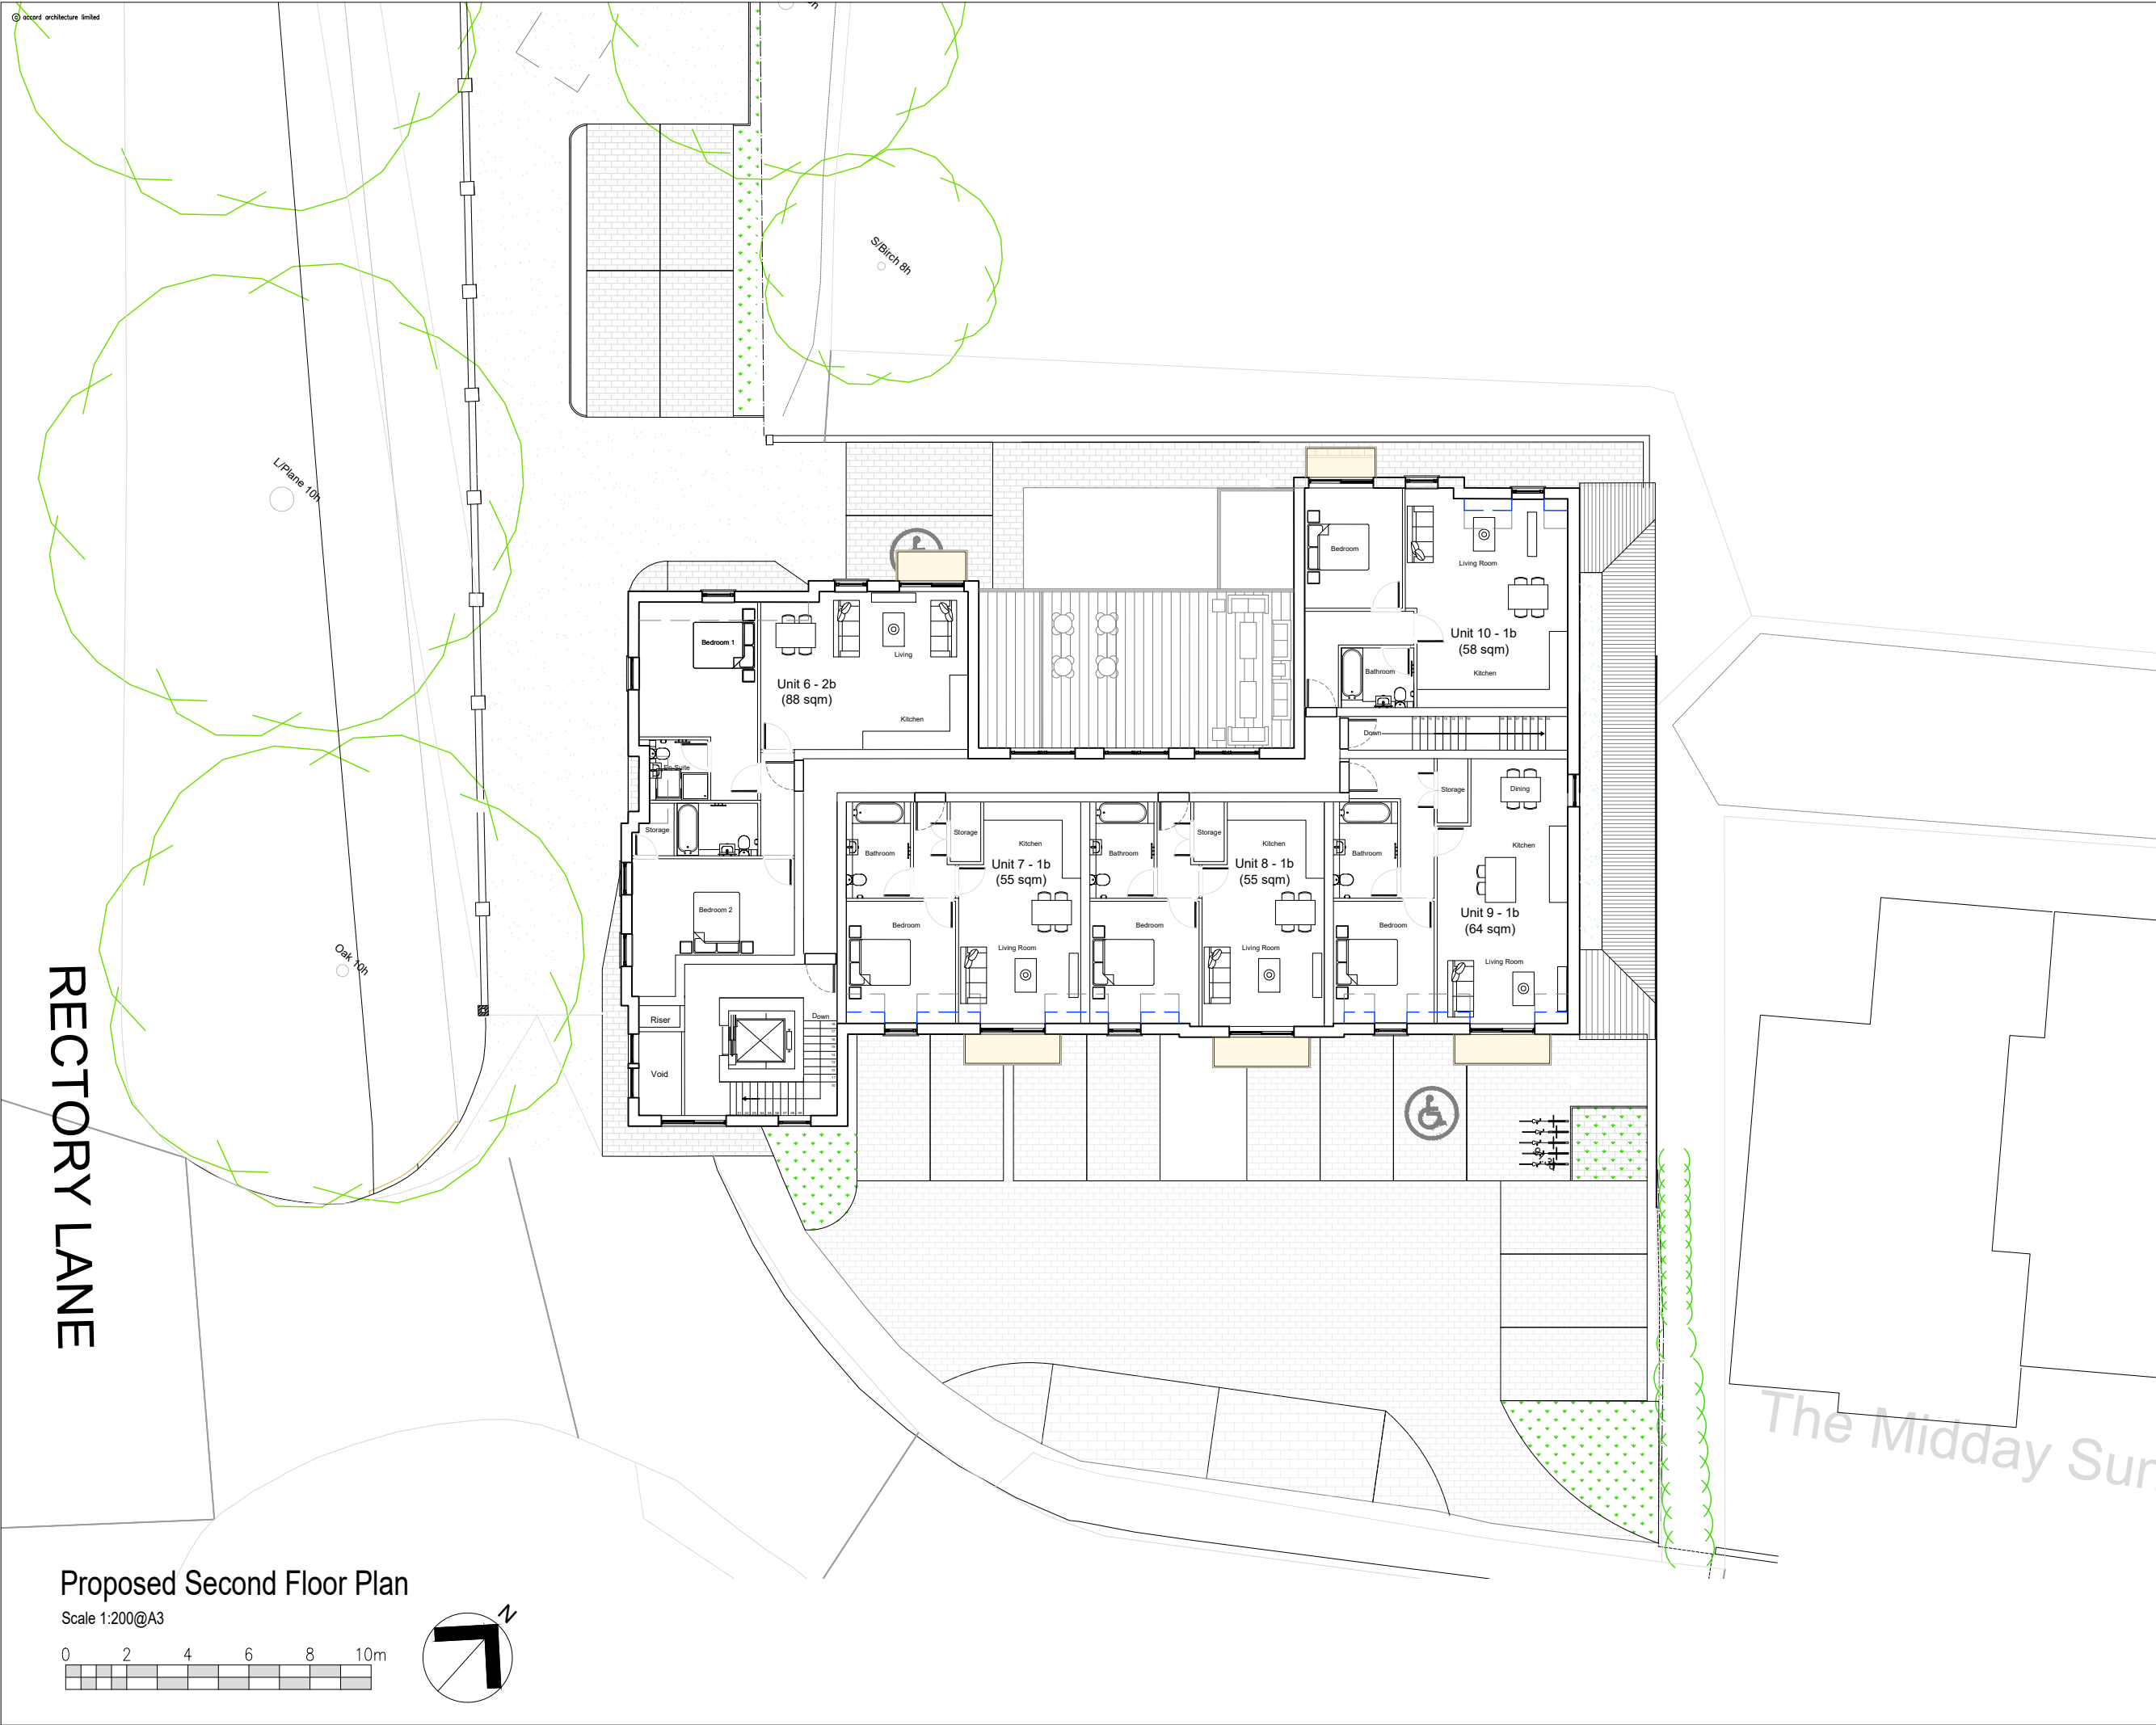 © accord architecture limited
S/Birch 8h
L/Plane 10h
Oak 10h
RECTORY LANE
Bedroom
Living Room
Unit 10 - 1b
(58 sqm)
Kitchen
Bathroom
Down
Bedroom 1
Living
Unit 6 - 2b
(88 sqm)
Kitchen
En-Suite
Storage
Bedroom 2
Riser
Void
Down
Bathroom
Storage
Kitchen
Unit 7 - 1b
(55 sqm)
Bedroom
Living Room
Bathroom
Storage
Kitchen
Unit 8 - 1b
(55 sqm)
Bedroom
Living Room
Bathroom
Storage
Dining
Kitchen
Unit 9 - 1b
(64 sqm)
Bedroom
Living Room
The Midday Sun
Proposed Second Floor Plan
Scale 1:200@A3
0 2 4 6 8 10m
N